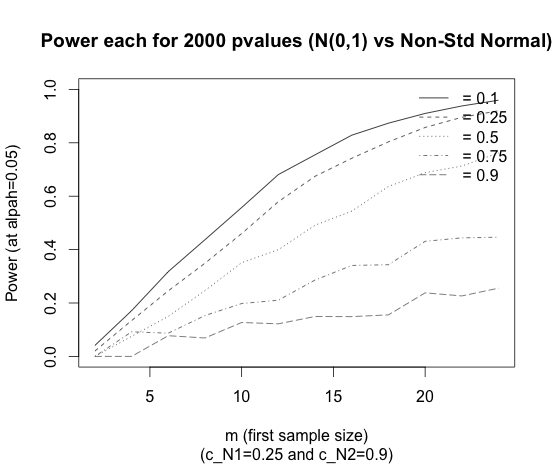 Power each for 2000 pvalues (N(0,1) vs Non-Std Normal)
Power (at alpah=0.05)
1.0
0.8
0.6
0.4
0.2
0.0
= 0.1
= 0.25
= 0.5
= 0.75
= 0.9
5 10 15 20
m (first sample size)
(c_N1=0.25 and c_N2=0.9)